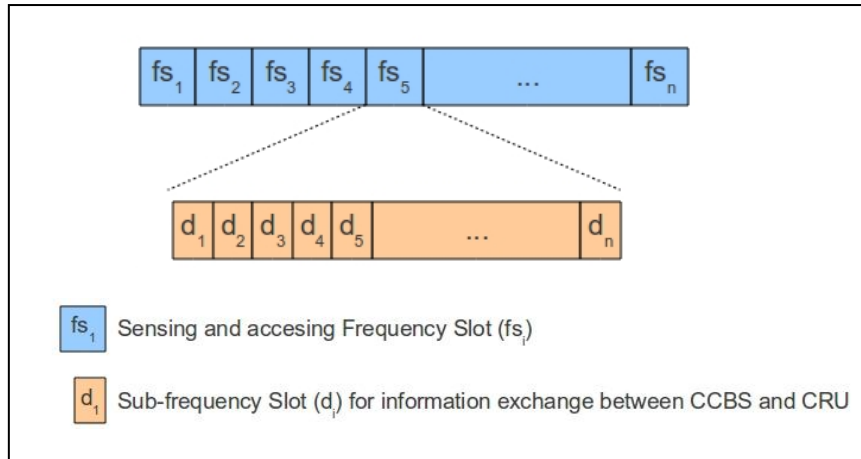 fs₁ fs₂ fs₃ fs₄ fs₅ ... fsₙ
d₁ d₂ d₃ d₄ d₅ ... dₙ
fs₁ Sensing and accesing Frequency Slot (fsᵢ)
d₁ Sub-frequency Slot (dᵢ) for information exchange between CCBS and CRU